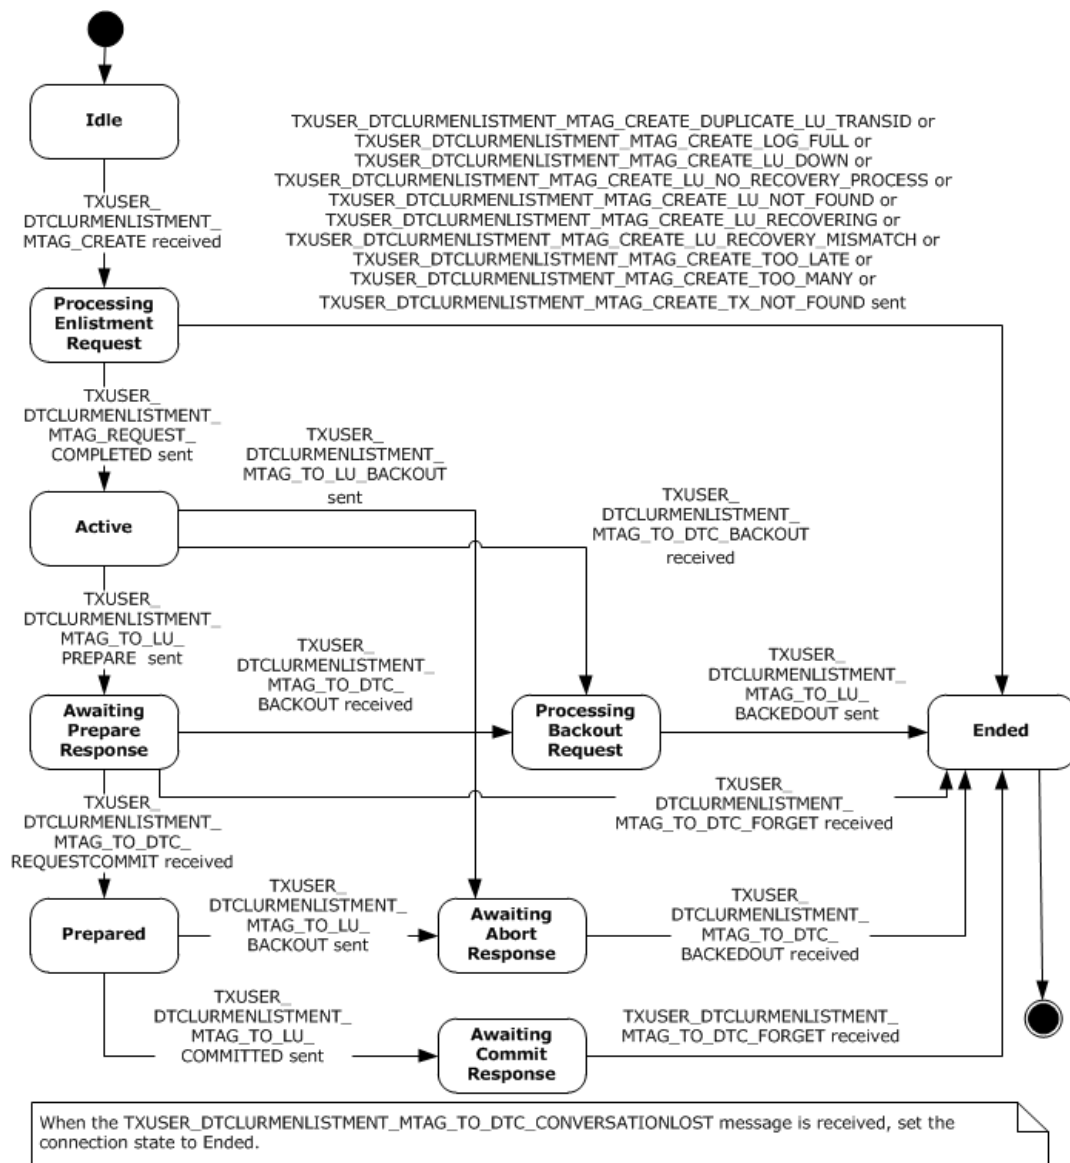 Idle
TXUSER_DTCLURMENLISTMENT_MTAG_CREATE_DUPLICATE_LU_TRANSID or
TXUSER_DTCLURMENLISTMENT_MTAG_CREATE_LOG_FULL or
TXUSER_DTCLURMENLISTMENT_MTAG_CREATE_LU_DOWN or
TXUSER_DTCLURMENLISTMENT_MTAG_CREATE_LU_NO_RECOVERY_PROCESS or
TXUSER_DTCLURMENLISTMENT_MTAG_CREATE_LU_NOT_FOUND or
TXUSER_DTCLURMENLISTMENT_MTAG_CREATE_LU_RECOVERING or
TXUSER_DTCLURMENLISTMENT_MTAG_CREATE_LU_RECOVERY_MISMATCH or
TXUSER_DTCLURMENLISTMENT_MTAG_CREATE_TOO_LATE or
TXUSER_DTCLURMENLISTMENT_MTAG_CREATE_TOO_MANY or
TXUSER_DTCLURMENLISTMENT_MTAG_CREATE_TX_NOT_FOUND sent
TXUSER_
DTCLURMENLISTMENT_
MTAG_CREATE received
Processing
Enlistment
Request
TXUSER_
DTCLURMENLISTMENT_
MTAG_REQUEST_
COMPLETED sent
TXUSER_
DTCLURMENLISTMENT_
MTAG_TO_LU_BACKOUT
sent
TXUSER_
DTCLURMENLISTMENT_
MTAG_TO_DTC_BACKOUT
received
Active
TXUSER_
DTCLURMENLISTMENT_
MTAG_TO_LU_
PREPARE sent
TXUSER_
DTCLURMENLISTMENT_
MTAG_TO_DTC_
BACKOUT received
TXUSER_
DTCLURMENLISTMENT_
MTAG_TO_LU_
BACKEDOUT sent
Awaiting
Prepare
Response
Processing
Backout
Request
Ended
TXUSER_
DTCLURMENLISTMENT_
MTAG_TO_DTC_
REQUESTCOMMIT received
TXUSER_
DTCLURMENLISTMENT_
MTAG_TO_DTC_FORGET received
Prepared
TXUSER_
DTCLURMENLISTMENT_
MTAG_TO_LU_
BACKOUT sent
Awaiting
Abort
Response
TXUSER_
DTCLURMENLISTMENT_
MTAG_TO_DTC_
BACKEDOUT received
TXUSER_
DTCLURMENLISTMENT_
MTAG_TO_LU_
COMMITTED sent
Awaiting
Commit
Response
TXUSER_DTCLURMENLISTMENT_
MTAG_TO_DTC_FORGET received
When the TXUSER_DTCLURMENLISTMENT_MTAG_TO_DTC_CONVERSATIONLOST message is received, set the
connection state to Ended.